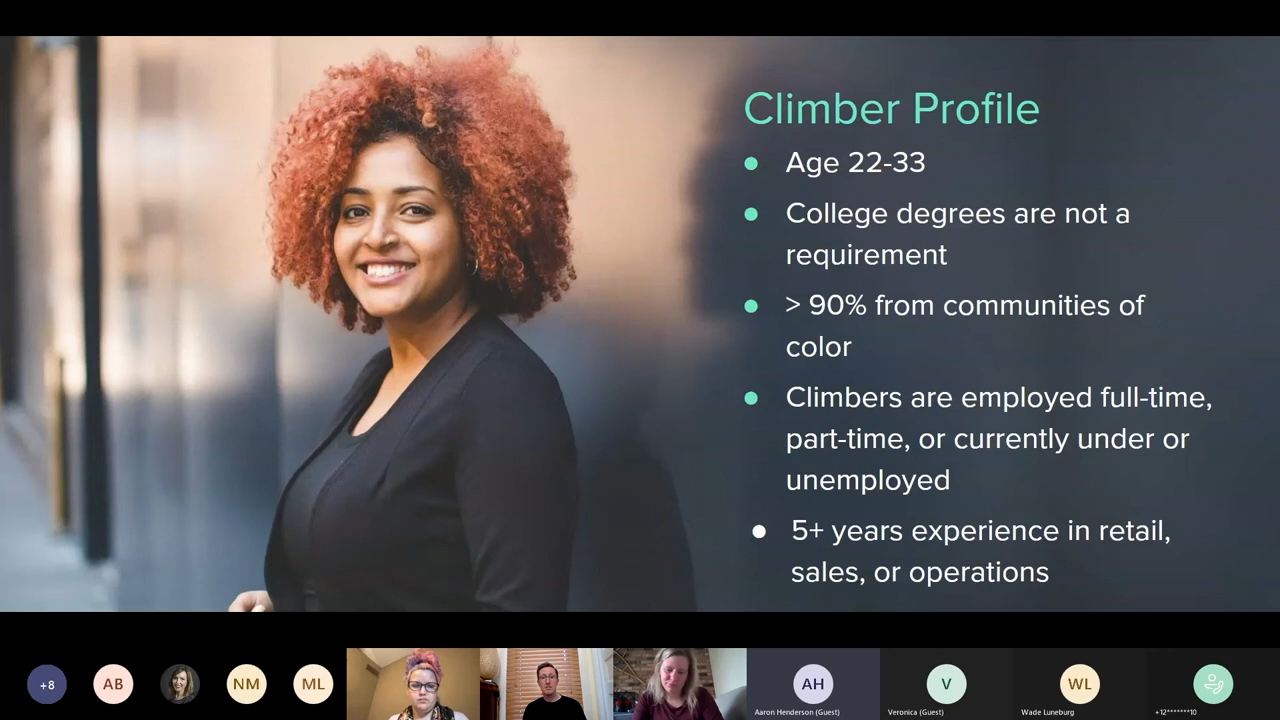 Climber Profile
Age 22-33
College degrees are not a
requirement
> 90% from communities of
color
Climbers are employed full-time,
part-time, or currently under or
unemployed
5+ years experience in retail,
sales, or operations
+8
AB
NM
ML
AH
Aaron Henderson (Guest)
V
Veronica (Guest)
WL
Wade Luneburg
+12*******10